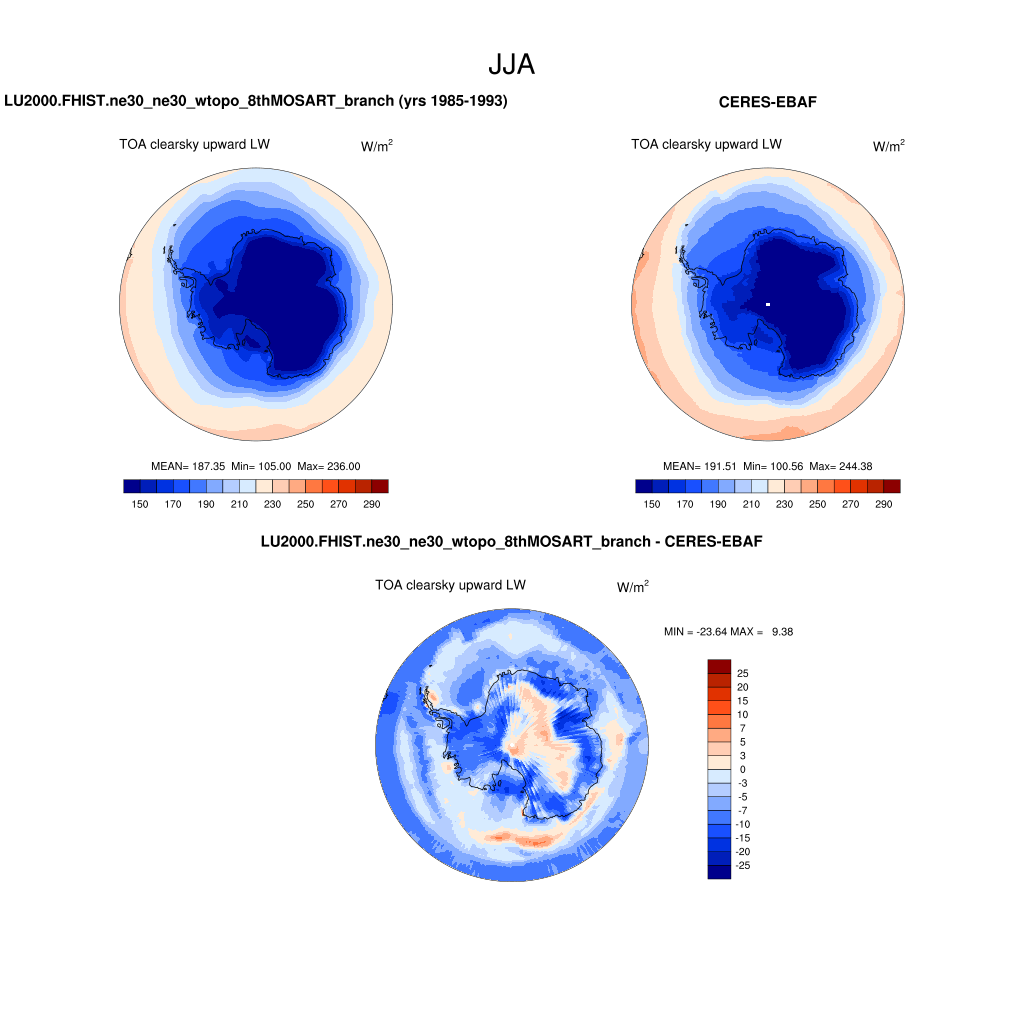 JJA
LU2000.FHIST.ne30_ne30_wtopo_8thMOSART_branch (yrs 1985-1993)
TOA clearsky upward LW W/m2
MEAN= 187.35 Min= 105.00 Max= 236.00
150 170 190 210 230 250 270 290
CERES-EBAF
TOA clearsky upward LW W/m2
MEAN= 191.51 Min= 100.56 Max= 244.38
150 170 190 210 230 250 270 290
LU2000.FHIST.ne30_ne30_wtopo_8thMOSART_branch - CERES-EBAF
TOA clearsky upward LW W/m2
MIN = -23.64 MAX = 9.38
25
20
15
10
7
5
3
0
-3
-5
-7
-10
-15
-20
-25